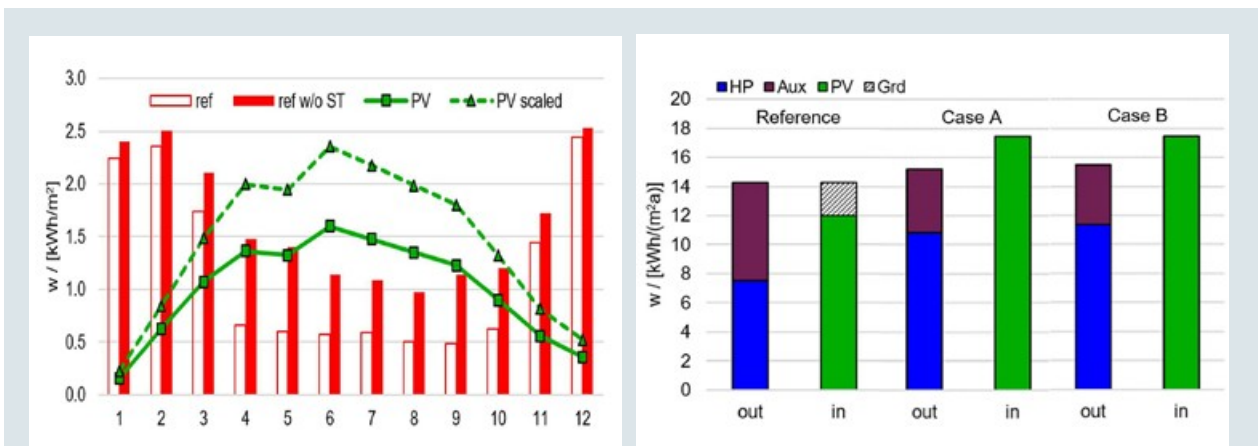 3.0
ref ref w/o ST PV PV scaled
2.5
2.0
1.5
1.0
0.5
0.0
w / [kWh/m²]
1 2 3 4 5 6 7 8 9 10 11 12
HP Aux PV Grd
20
Reference Case A Case B
18
16
14
12
10
8
6
4
2
0
w / [kWh/(m²a)]
out in out in out in